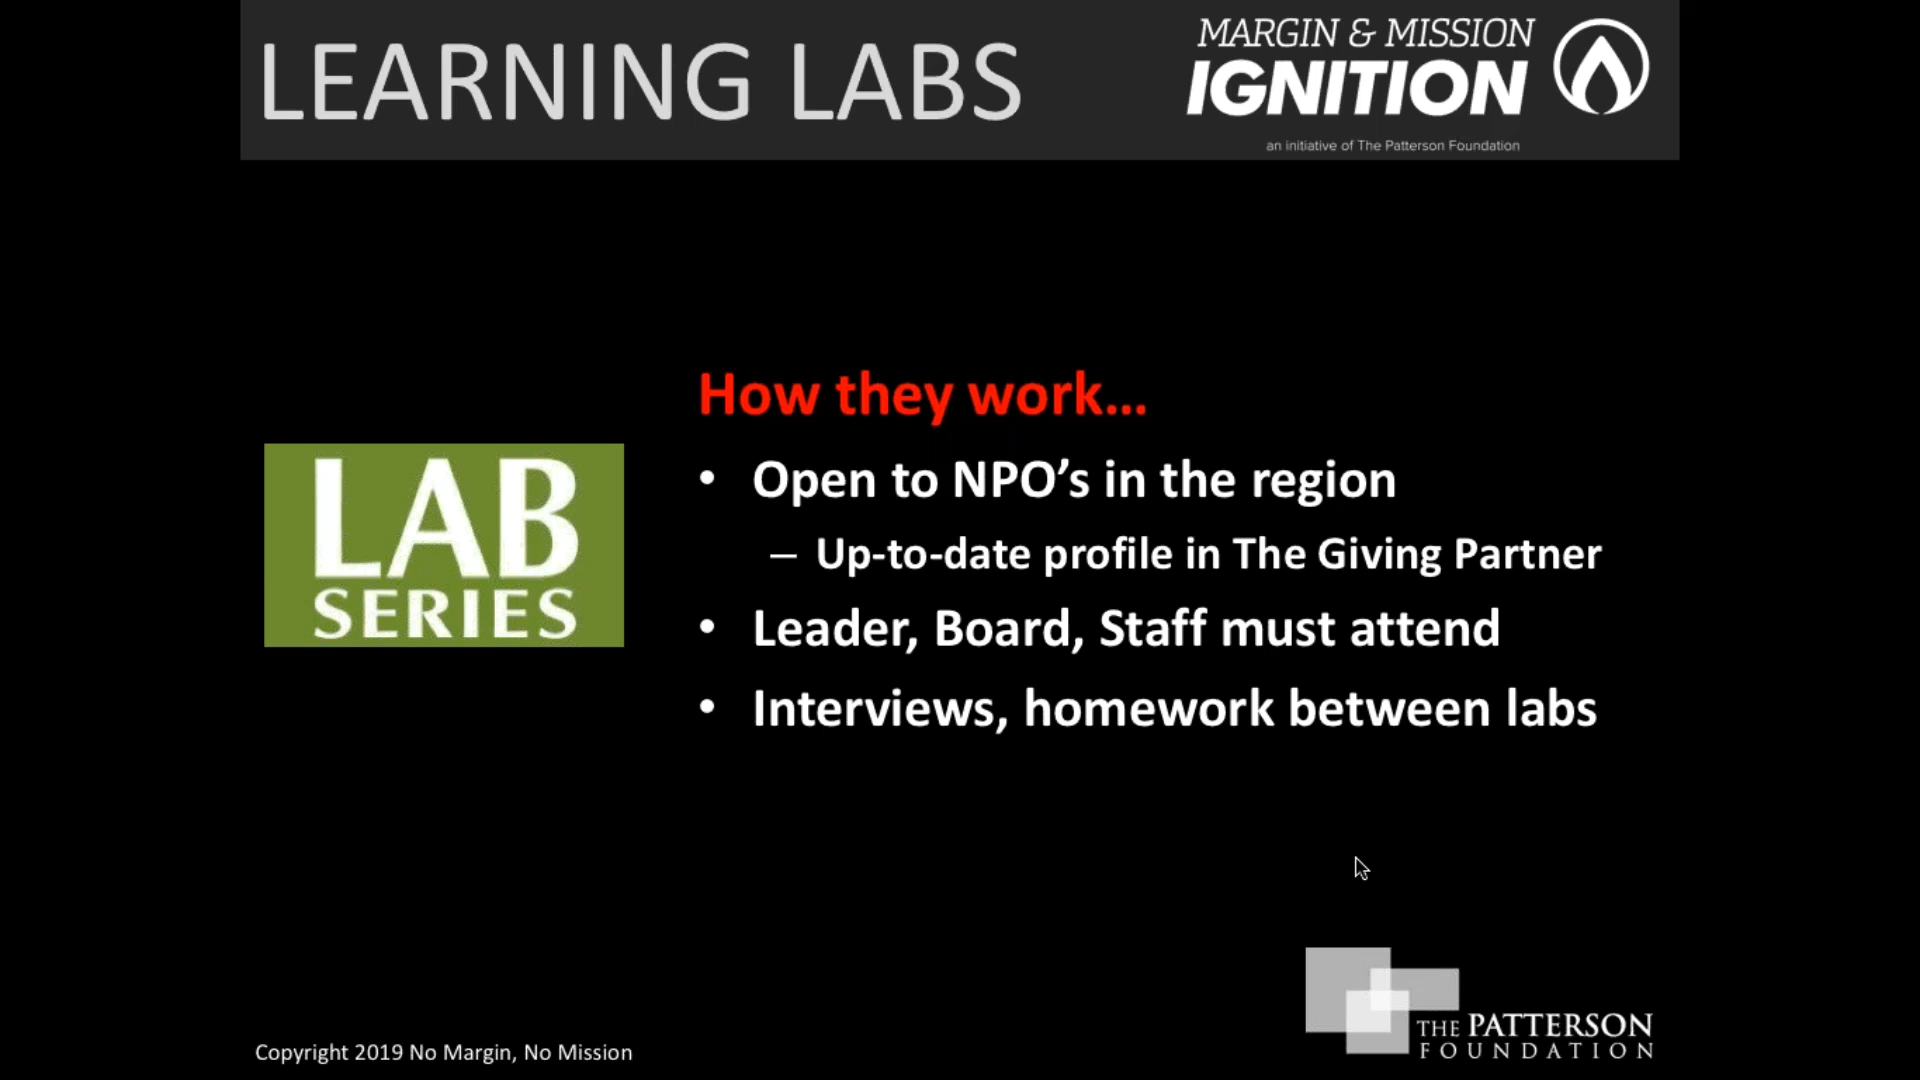 LEARNING LABS
MARGIN & MISSION
IGNITION
an initiative of The Patterson Foundation
How they work...
• Open to NPO’s in the region
– Up-to-date profile in The Giving Partner
LAB
SERIES
• Leader, Board, Staff must attend
• Interviews, homework between labs
THE PATTERSON
FOUNDATION
Copyright 2019 No Margin, No Mission